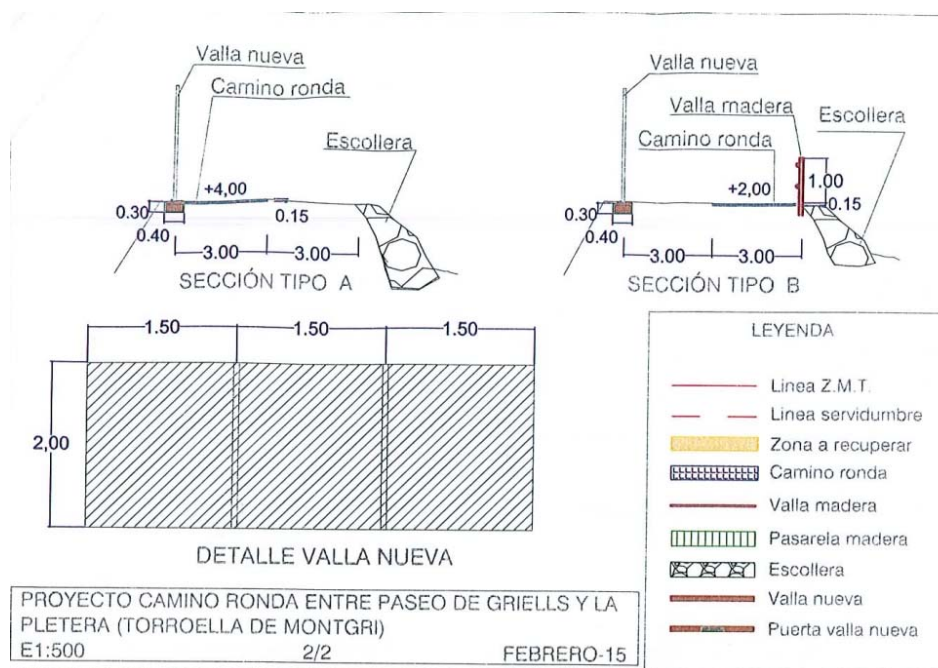 Valla nueva
Camino ronda
Escollera
+4,00
0.30
0.15
0.40
3.00
3.00
SECCIÓN TIPO A
Valla nueva
Valla madera
Escollera
Camino ronda
+2,00
1.00
0.15
0.30
0.40
3.00
3.00
SECCIÓN TIPO B
1.50
1.50
1.50
2,00
DETALLE VALLA NUEVA
LEYENDA
Linea Z.M.T.
Linea servidumbre
Zona a recuperar
Camino ronda
Valla madera
Pasarela madera
Escollera
Valla nueva
Puerta valla nueva
PROYECTO CAMINO RONDA ENTRE PASEO DE GRIELLS Y LA
PLETERA (TORROELLA DE MONTGRI)
E1:500 2/2 FEBRERO-15